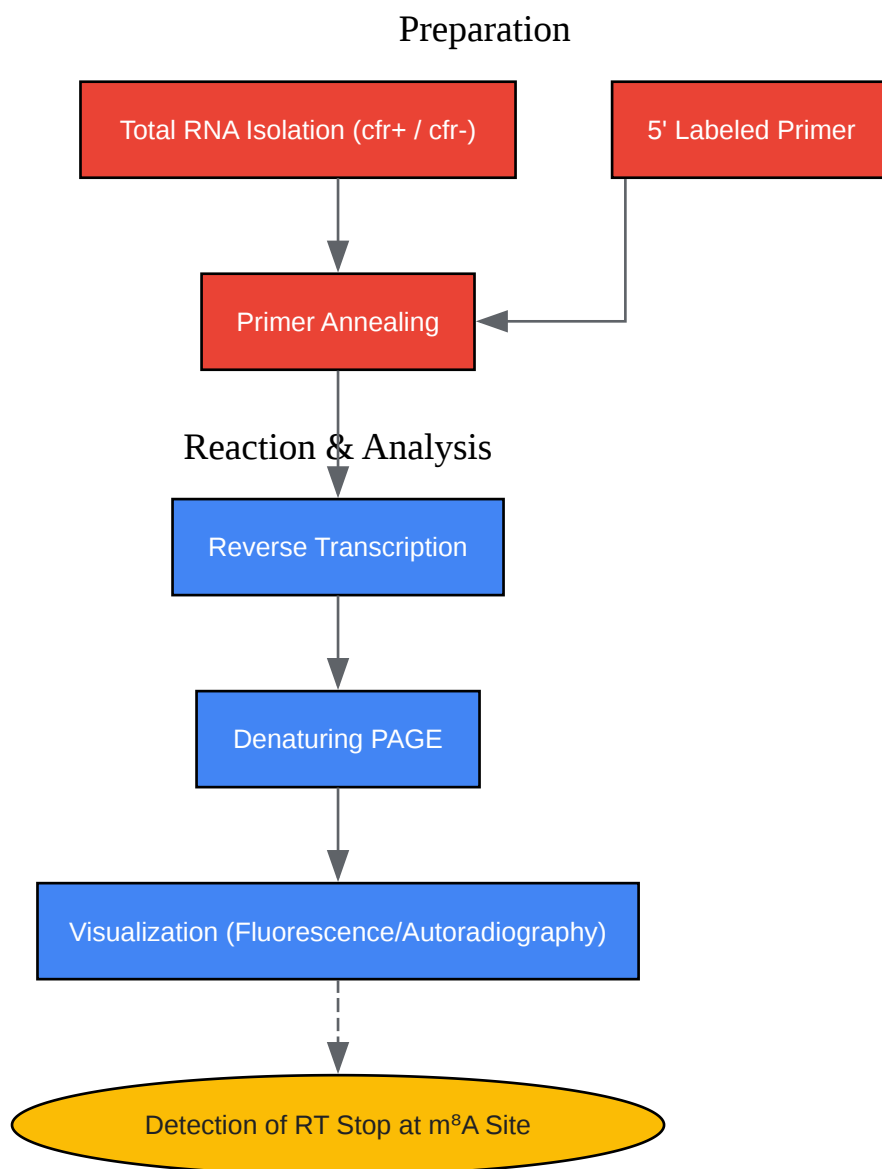 Preparation
Total RNA Isolation (cfr+ / cfr-)
5' Labeled Primer
Primer Annealing
Reaction & Analysis
Reverse Transcription
Denaturing PAGE
Visualization (Fluorescence/Autoradiography)
Detection of RT Stop at m⁸A Site